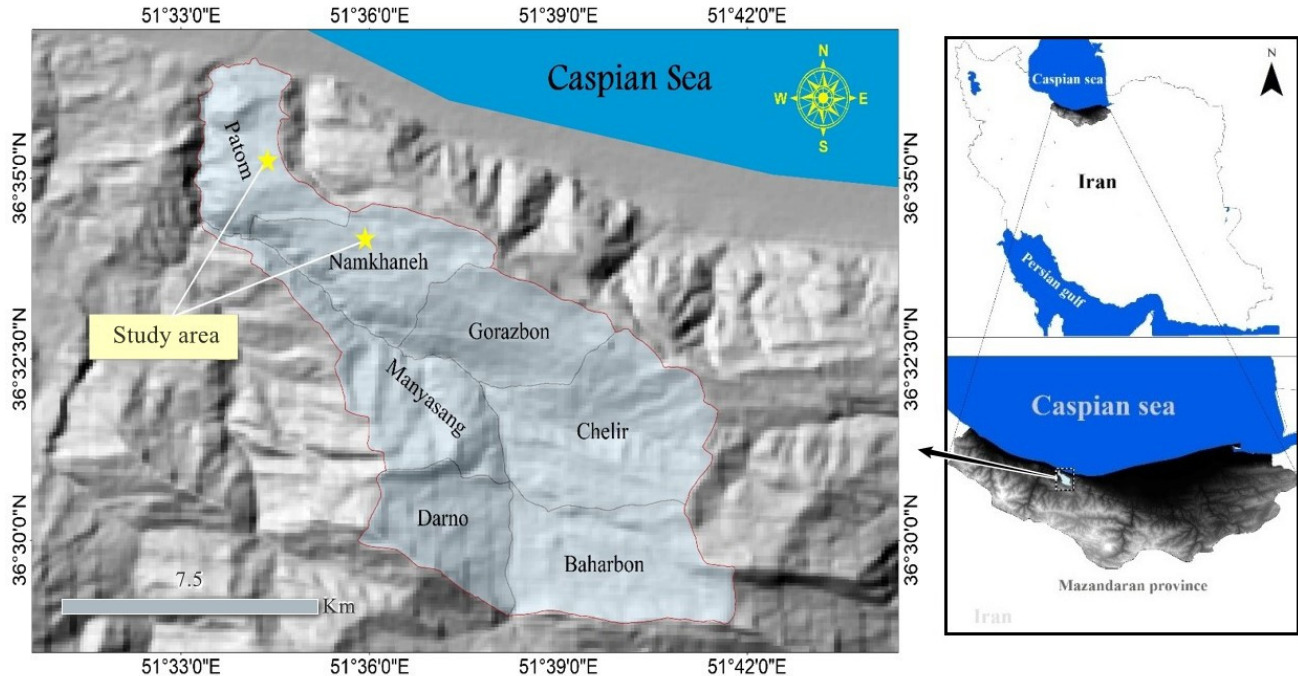 51°33'0"E
51°36'0"E
51°39'0"E
51°42'0"E
Caspian Sea
N
W
E
S
36°35'0"N
36°35'0"N
Patom
Namkhaneh
Study area
Gorazbon
36°32'30"N
36°32'30"N
Manyasang
Chelir
Darno
Baharbon
36°30'0"N
36°30'0"N
7.5
Km
51°33'0"E
51°36'0"E
51°39'0"E
51°42'0"E
Caspian sea
N
Iran
Persian gulf
Caspian sea
Mazandaran province
Iran